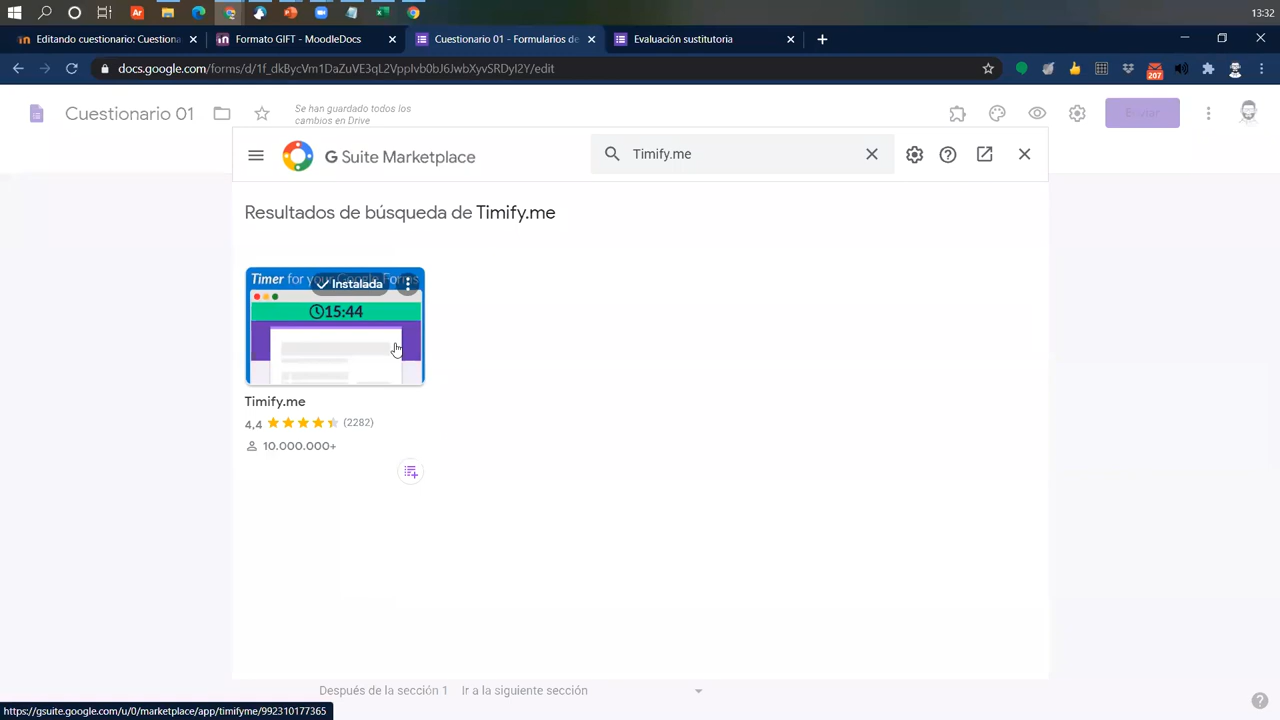 13:32
Editando cuestionario: Cuestiona
Formato GIFT - MoodleDocs
Cuestionario 01 - Formularios de
Evaluación sustitutoria
docs.google.com/forms/d/1f_dkBycVm1DaZuVE3qL2VppIvb0bJ6JwbXyvSRDyI2Y/edit
207
Cuestionario 01
Se han guardado todos los
cambios en Drive
Enviar
G Suite Marketplace
Timify.me
Resultados de búsqueda de Timify.me
Timer for your Google Forms
Instalada
15:44
Timify.me
4,4 (2282)
10.000.000+
Después de la sección 1 Ir a la siguiente sección
https://gsuite.google.com/u/0/marketplace/app/timifyme/992310177365